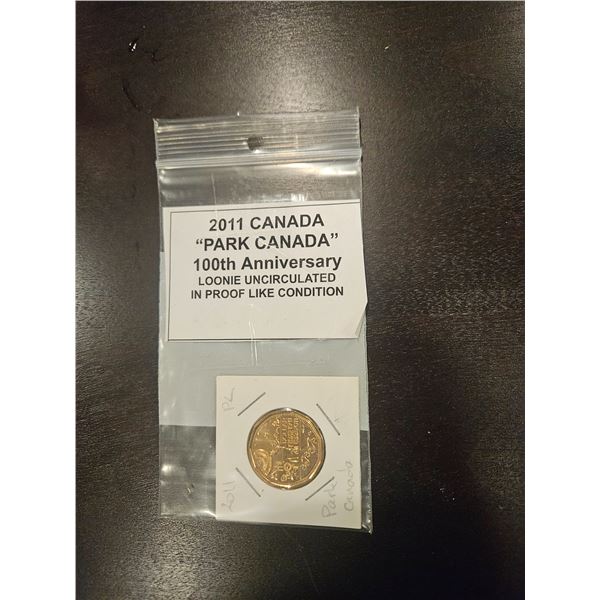 2011 CANADA
“PARK CANADA”
100th Anniversary
LOONIE UNCIRCULATED
IN PROOF LIKE CONDITION
PL
2011
Park
Canada